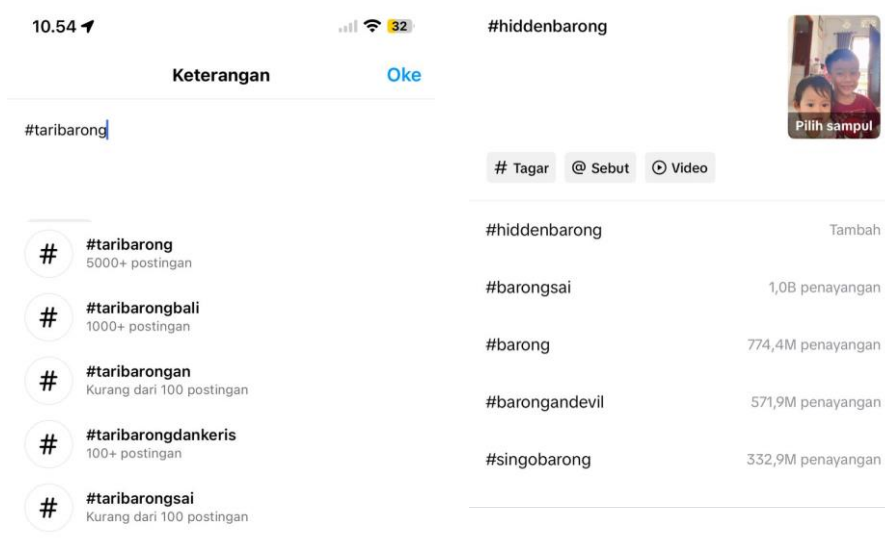 10.54
32
Keterangan
Oke
#taribarong
#taribarong
5000+ postingan
#taribarongbali
1000+ postingan
#taribarongan
Kurang dari 100 postingan
#taribarongdankeris
100+ postingan
#taribarongsai
Kurang dari 100 postingan
#hiddenbarong
Pilih sampul
# Tagar @ Sebut Video
#hiddenbarong Tambah
#barongsai 1,0B penayangan
#barong 774,4M penayangan
#barongandevil 571,9M penayangan
#singobarong 332,9M penayangan